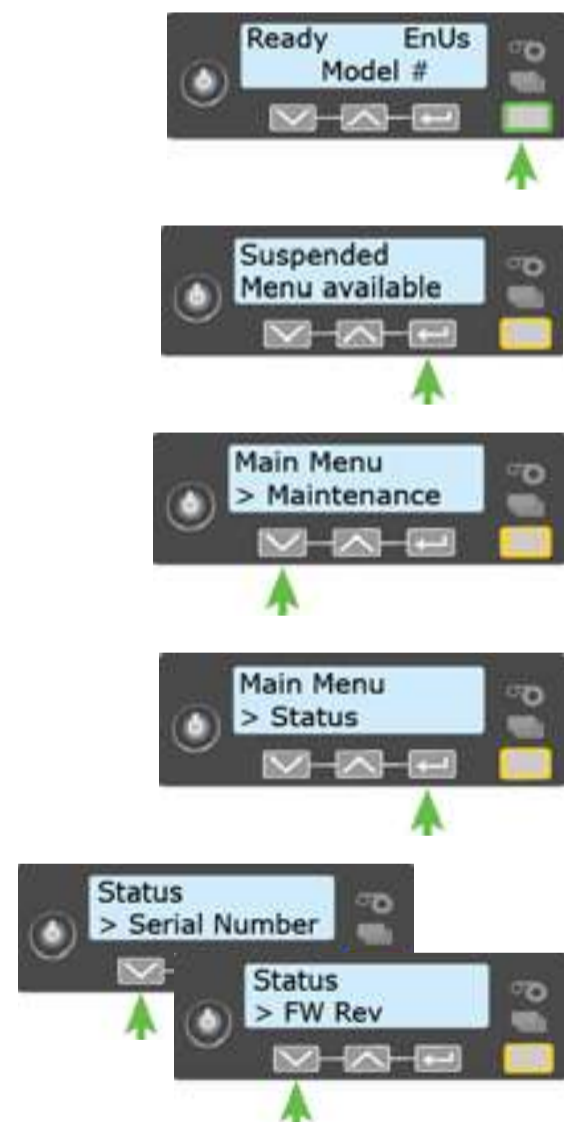 Ready EnUs
Model #
Suspended
Menu available
Main Menu
> Maintenance
Main Menu
> Status
Status
> Serial Number
Status
> FW Rev